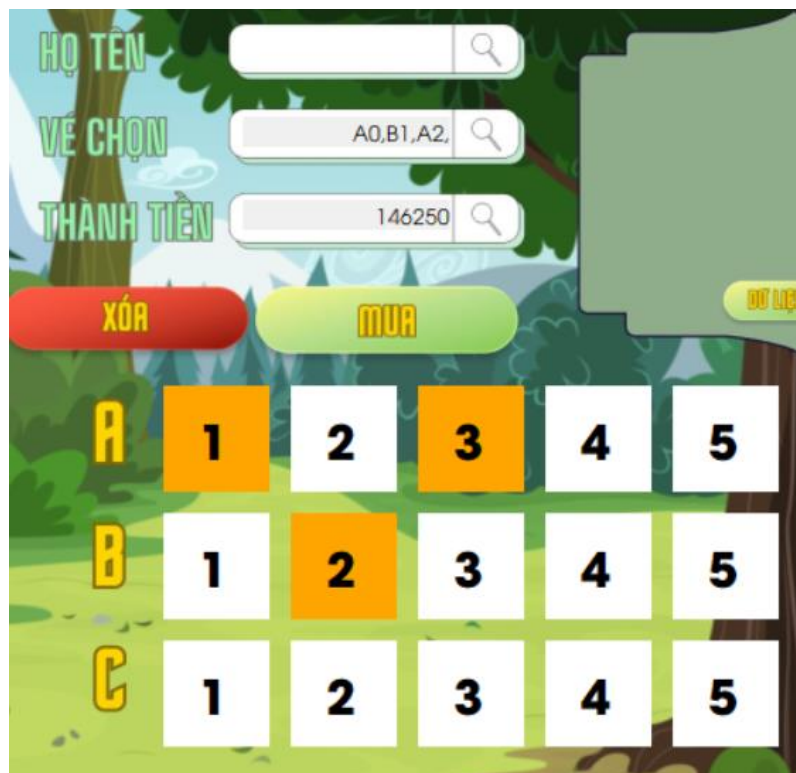 HỌ TÊN
VÉ CHỌN A0,B1,A2,
THÀNH TIỀN 146250
XÓA MUA
A 1 2 3 4 5
B 1 2 3 4 5
C 1 2 3 4 5